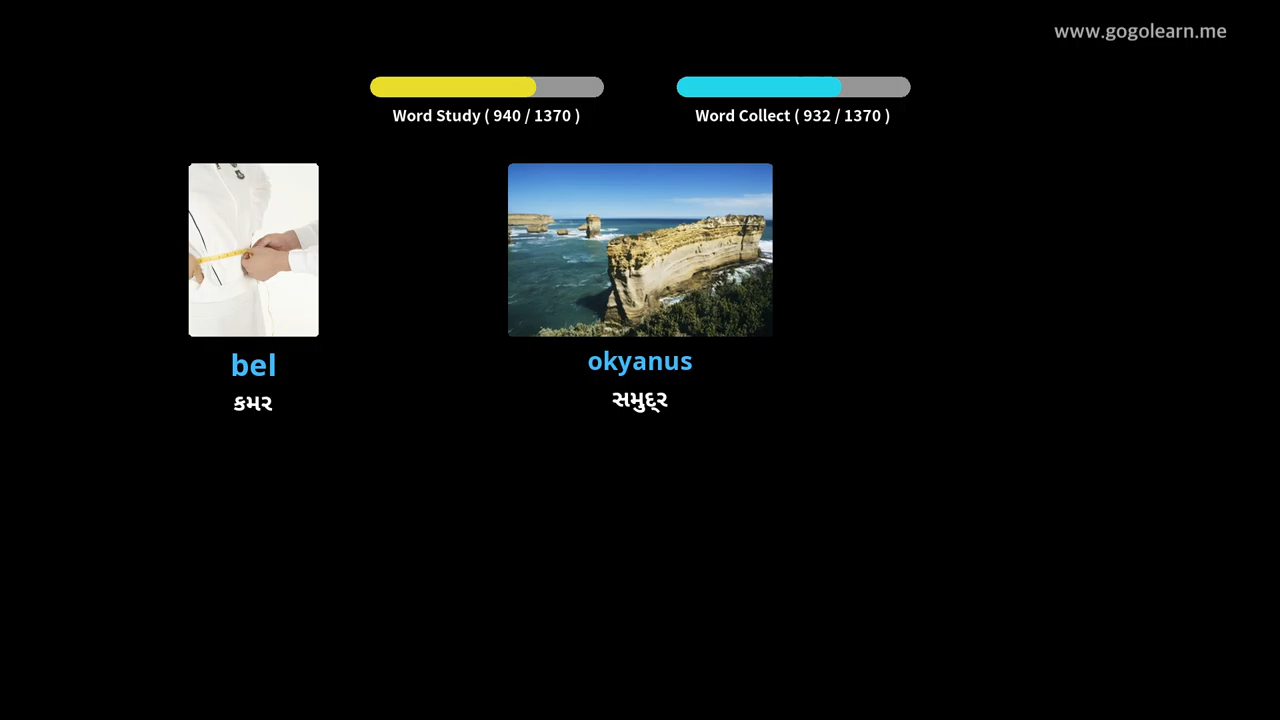 www.gogolearn.me
Word Study ( 940 / 1370 )
Word Collect ( 932 / 1370 )
bel
કમર
okyanus
સમુદ્ર